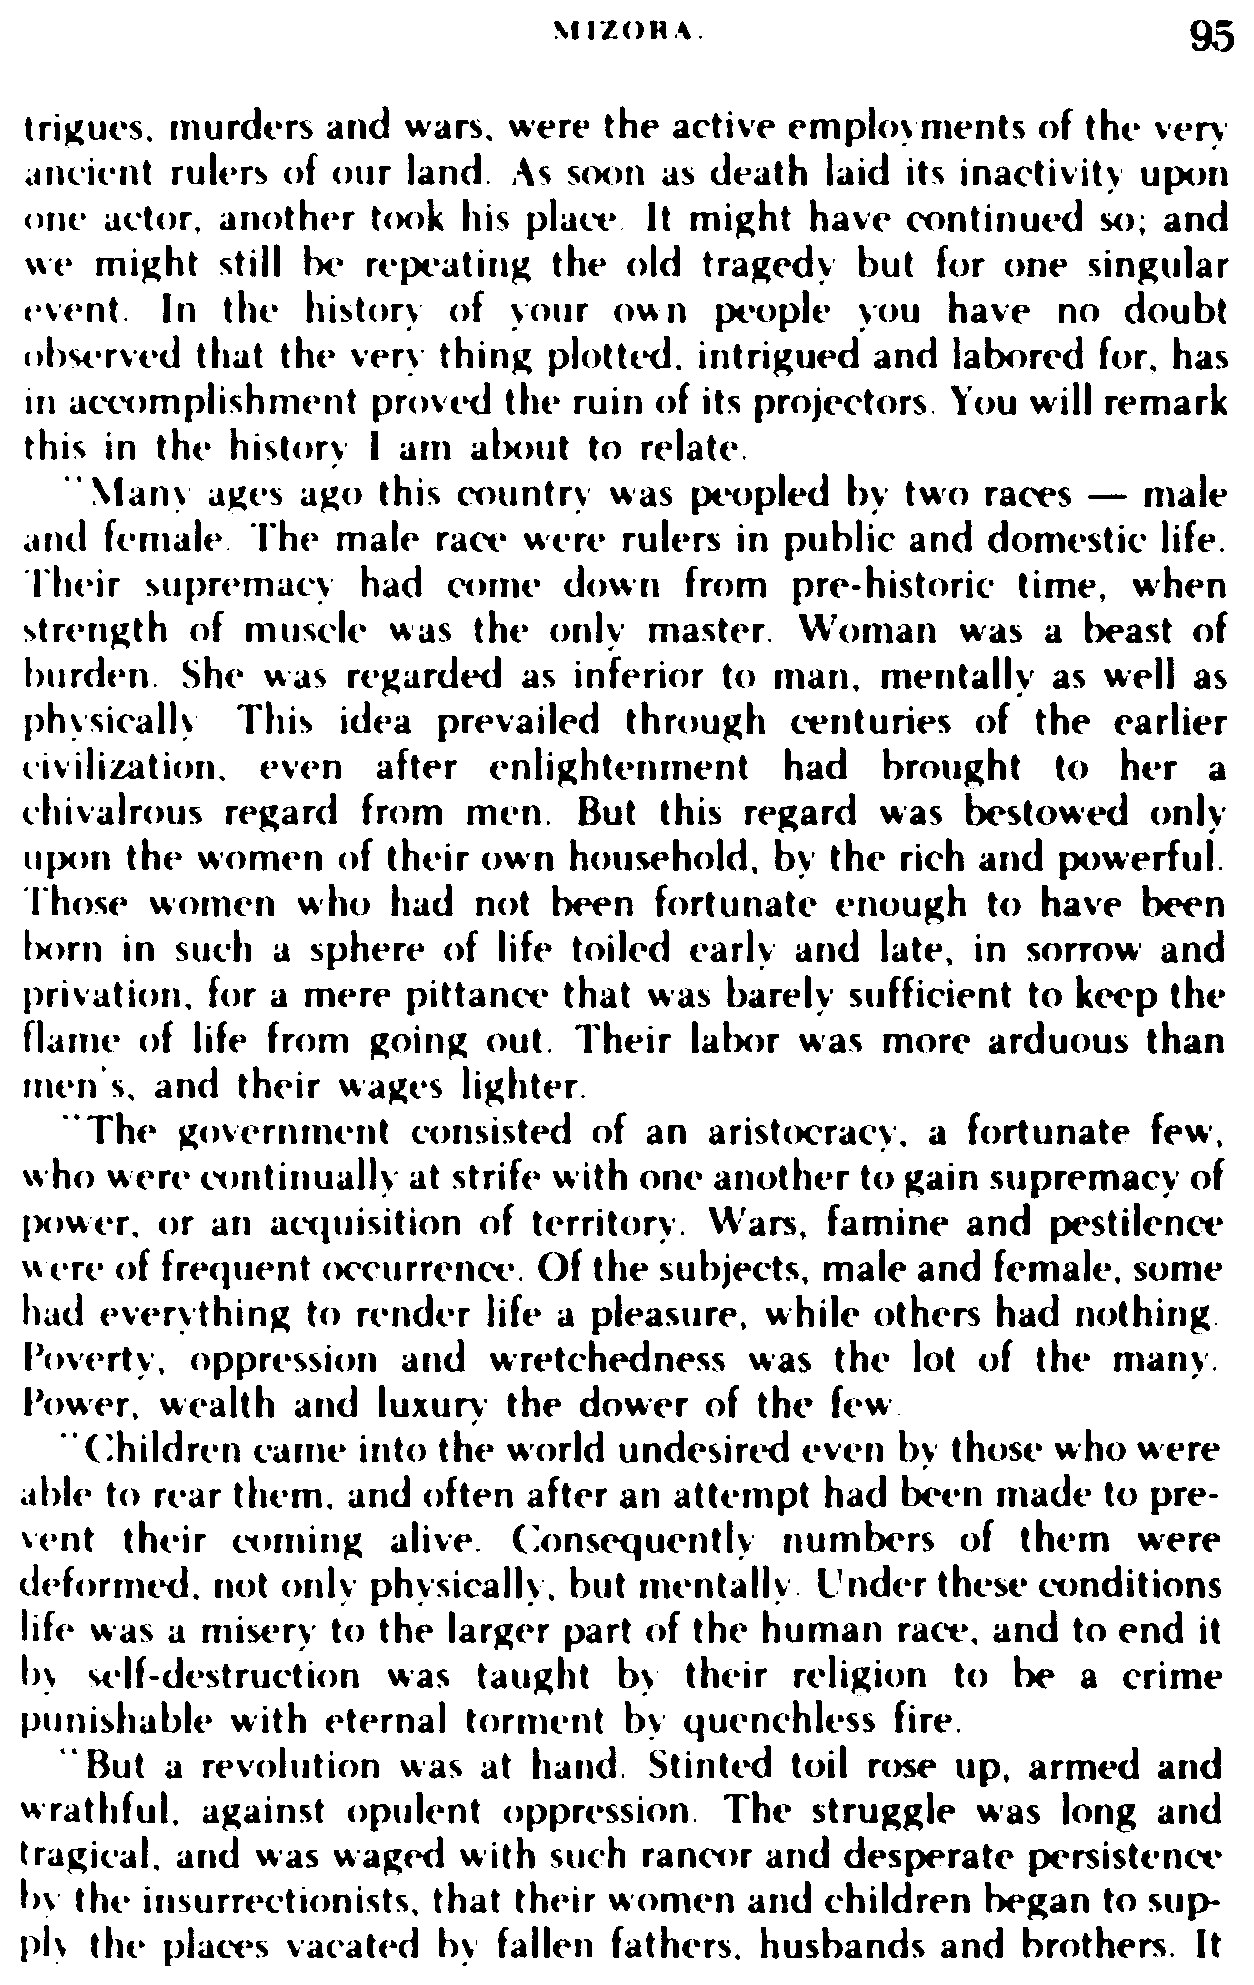 MIZORA.
95
trigues, murders and wars, were the active employments of the very
ancient rulers of our land. As soon as death laid its inactivity upon
one actor, another took his place. It might have continued so; and
we might still be repeating the old tragedy but for one singular
event. In the history of your own people you have no doubt
observed that the very thing plotted, intrigued and labored for, has
in accomplishment proved the ruin of its projectors. You will remark
this in the history I am about to relate.
"Many ages ago this country was peopled by two races — male
and female. The male race were rulers in public and domestic life.
Their supremacy had come down from pre-historic time, when
strength of muscle was the only master. Woman was a beast of
burden. She was regarded as inferior to man, mentally as well as
physically. This idea prevailed through centuries of the earlier
civilization, even after enlightenment had brought to her a
chivalrous regard from men. But this regard was bestowed only
upon the women of their own household, by the rich and powerful.
Those women who had not been fortunate enough to have been
born in such a sphere of life toiled early and late, in sorrow and
privation, for a mere pittance that was barely sufficient to keep the
flame of life from going out. Their labor was more arduous than
men's, and their wages lighter.
"The government consisted of an aristocracy, a fortunate few,
who were continually at strife with one another to gain supremacy of
power, or an acquisition of territory. Wars, famine and pestilence
were of frequent occurrence. Of the subjects, male and female, some
had everything to render life a pleasure, while others had nothing.
Poverty, oppression and wretchedness was the lot of the many.
Power, wealth and luxury the dower of the few.
"Children came into the world undesired even by those who were
able to rear them, and often after an attempt had been made to pre-
vent their coming alive. Consequently numbers of them were
deformed, not only physically, but mentally. Under these conditions
life was a misery to the larger part of the human race, and to end it
by self-destruction was taught by their religion to be a crime
punishable with eternal torment by quenchless fire.
"But a revolution was at hand. Stinted toil rose up, armed and
wrathful, against opulent oppression. The struggle was long and
tragical, and was waged with such rancor and desperate persistence
by the insurrectionists, that their women and children began to sup-
ply the places vacated by fallen fathers, husbands and brothers. It